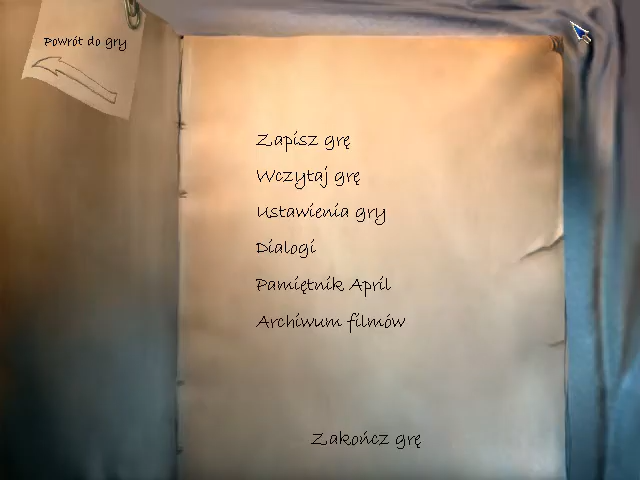 Powrót do gry
Zapisz grę
Wczytaj grę
Ustawienia gry
Dialogi
Pamiętnik April
Archiwum filmów
Zakończ grę